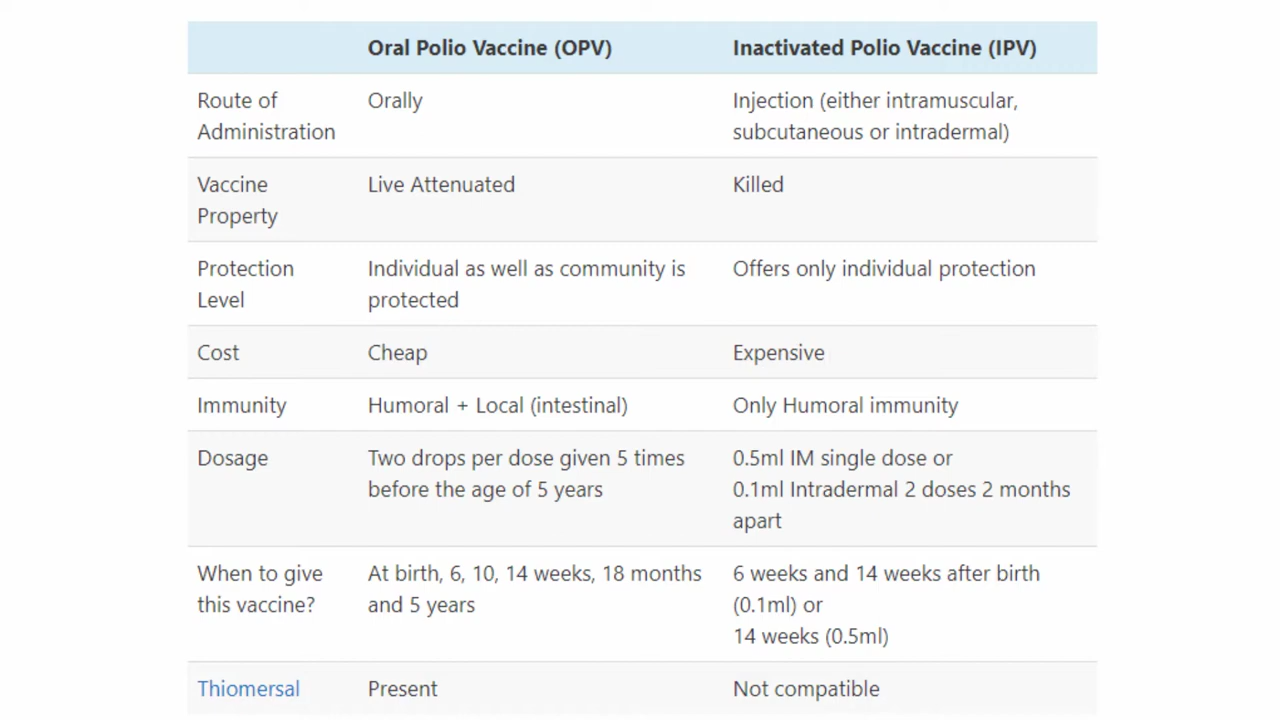 Oral Polio Vaccine (OPV)
Inactivated Polio Vaccine (IPV)
Route of
Administration
Orally
Injection (either intramuscular,
subcutaneous or intradermal)
Vaccine
Property
Live Attenuated
Killed
Protection
Level
Individual as well as community is
protected
Offers only individual protection
Cost
Cheap
Expensive
Immunity
Humoral + Local (intestinal)
Only Humoral immunity
Dosage
Two drops per dose given 5 times
before the age of 5 years
0.5ml IM single dose or
0.1ml Intradermal 2 doses 2 months
apart
When to give
this vaccine?
At birth, 6, 10, 14 weeks, 18 months
and 5 years
6 weeks and 14 weeks after birth
(0.1ml) or
14 weeks (0.5ml)
Thiomersal
Present
Not compatible